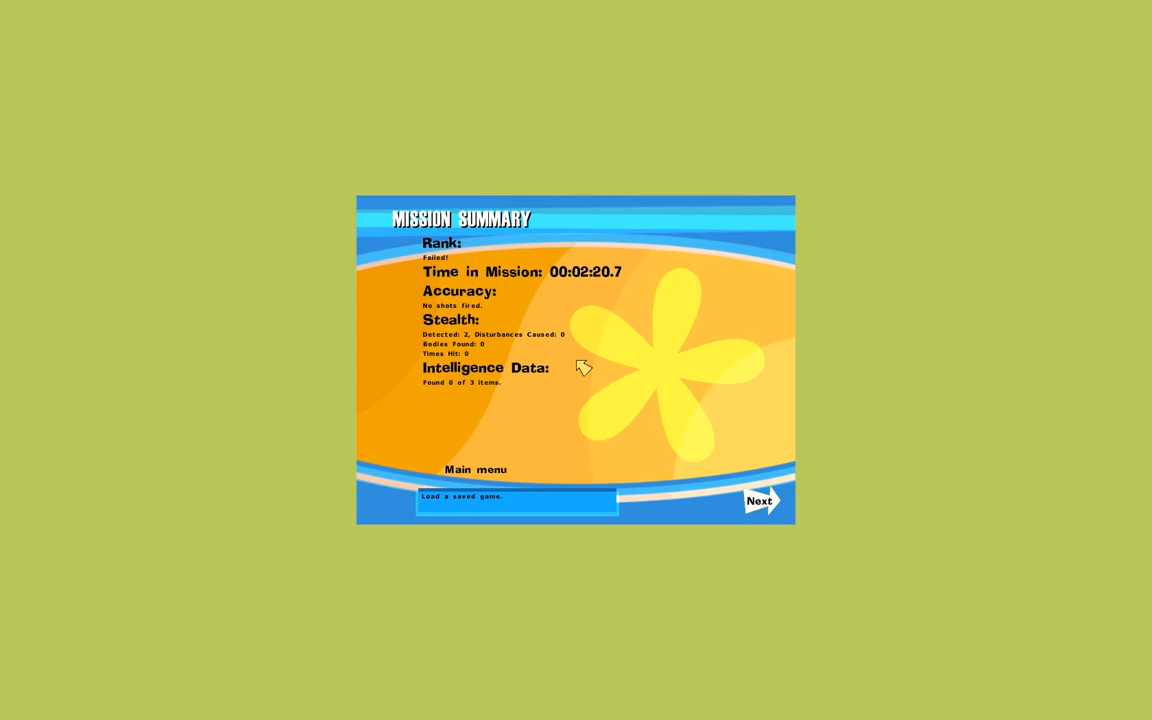 MISSION SUMMARY
Rank:
Failed!
Time in Mission: 00:02:20.7
Accuracy:
No shots fired.
Stealth:
Detected: 2, Disturbances Caused: 0
Bodies Found: 0
Times Hit: 0
Intelligence Data:
Found 0 of 3 items.
Main menu
Load a saved game.
Next